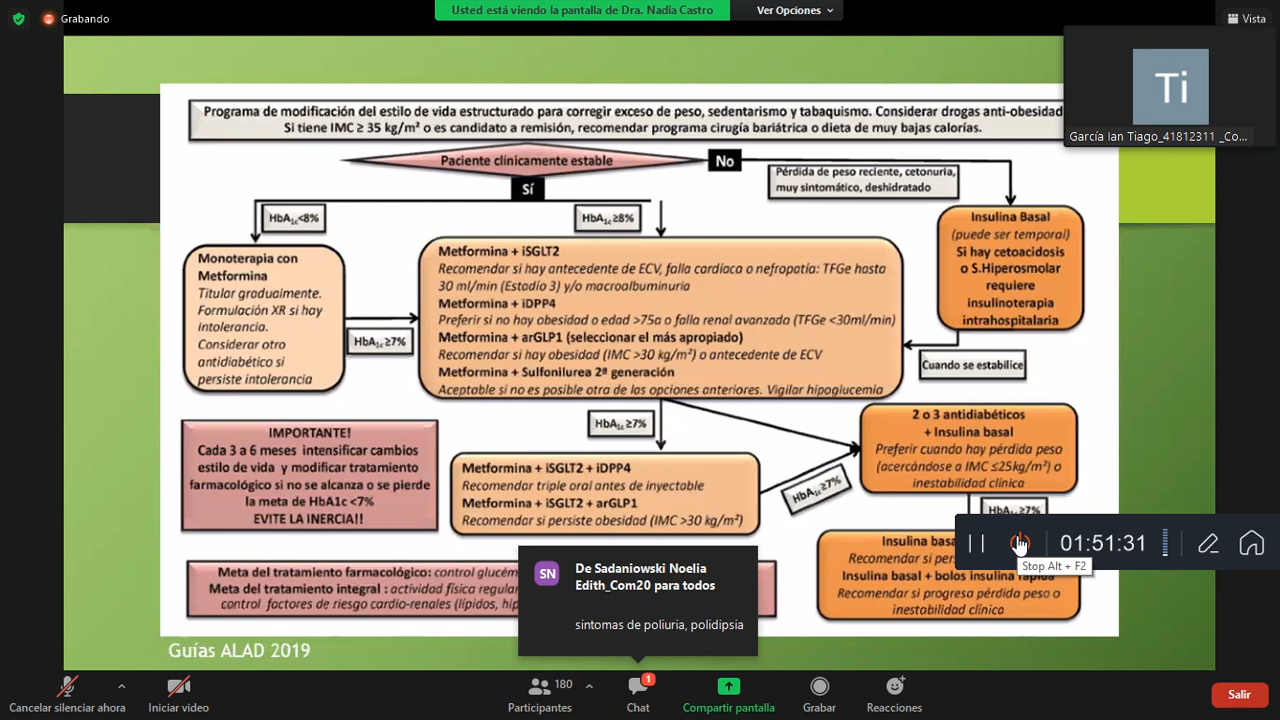 Grabando
Usted está viendo la pantalla de Dra. Nadia Castro
Ver Opciones
Vista
Ti
García Ian Tiago_41812311 _Co...
Programa de modificación del estilo de vida estructurado para corregir exceso de peso, sedentarismo y tabaquismo. Considerar drogas anti-obesidad
Si tiene IMC ≥ 35 kg/m² o es candidato a remisión, recomendar programa cirugía bariátrica o dieta de muy bajas calorías.
Paciente clínicamente estable
No
Pérdida de peso reciente, cetonuria,
muy sintomático, deshidratado
Sí
HbA1c<8%
HbA1c≥8%
Insulina Basal
(puede ser temporal)
Si hay cetoacidosis
o S.Hiperosmolar
requiere
insulinoterapia
intrahospitalaria
Monoterapia con
Metformina
Titular gradualmente.
Formulación XR si hay
intolerancia.
Considerar otro
antidiabético si
persiste intolerancia
HbA1c≥7%
Metformina + iSGLT2
Recomendar si hay antecedente de ECV, falla cardíaca o nefropatía: TFGe hasta
30 ml/min (Estadio 3) y/o macroalbuminuria
Metformina + iDPP4
Preferir si no hay obesidad o edad >75a o falla renal avanzada (TFGe <30ml/min)
Metformina + arGLP1 (seleccionar el más apropiado)
Recomendar si hay obesidad (IMC >30 kg/m²) o antecedente de ECV
Metformina + Sulfonilurea 2ª generación
Aceptable si no es posible otra de las opciones anteriores. Vigilar hipoglucemia
Cuando se estabilice
HbA1c≥7%
2 o 3 antidiabéticos
+ Insulina basal
Preferir cuando hay pérdida peso
(acercándose a IMC ≤25kg/m²) o
inestabilidad clínica
IMPORTANTE!
Cada 3 a 6 meses intensificar cambios
estilo de vida y modificar tratamiento
farmacológico si no se alcanza o se pierde
la meta de HbA1c <7%
EVITE LA INERCIA!!
Metformina + iSGLT2 + iDPP4
Recomendar triple oral antes de inyectable
Metformina + iSGLT2 + arGLP1
Recomendar si persiste obesidad (IMC >30 kg/m²)
HbA1c≥7%
HbA1c≥7%
01:51:31
Stop Alt + F2
Insulina basa
Recomendar si per
Insulina basal + bolos insulina rápida
Recomendar si progresa pérdida peso o
inestabilidad clínica
Meta del tratamiento farmacológico: control glucém
Meta del tratamiento integral : actividad física regular
control factores de riesgo cardio-renales (lípidos, hip
SN
De Sadaniowski Noelia
Edith_Com20 para todos
sintomas de poliuria, polidipsia
Guías ALAD 2019
Cancelar silenciar ahora
Iniciar video
180
Participantes
1
Chat
Compartir pantalla
Grabar
Reacciones
Salir